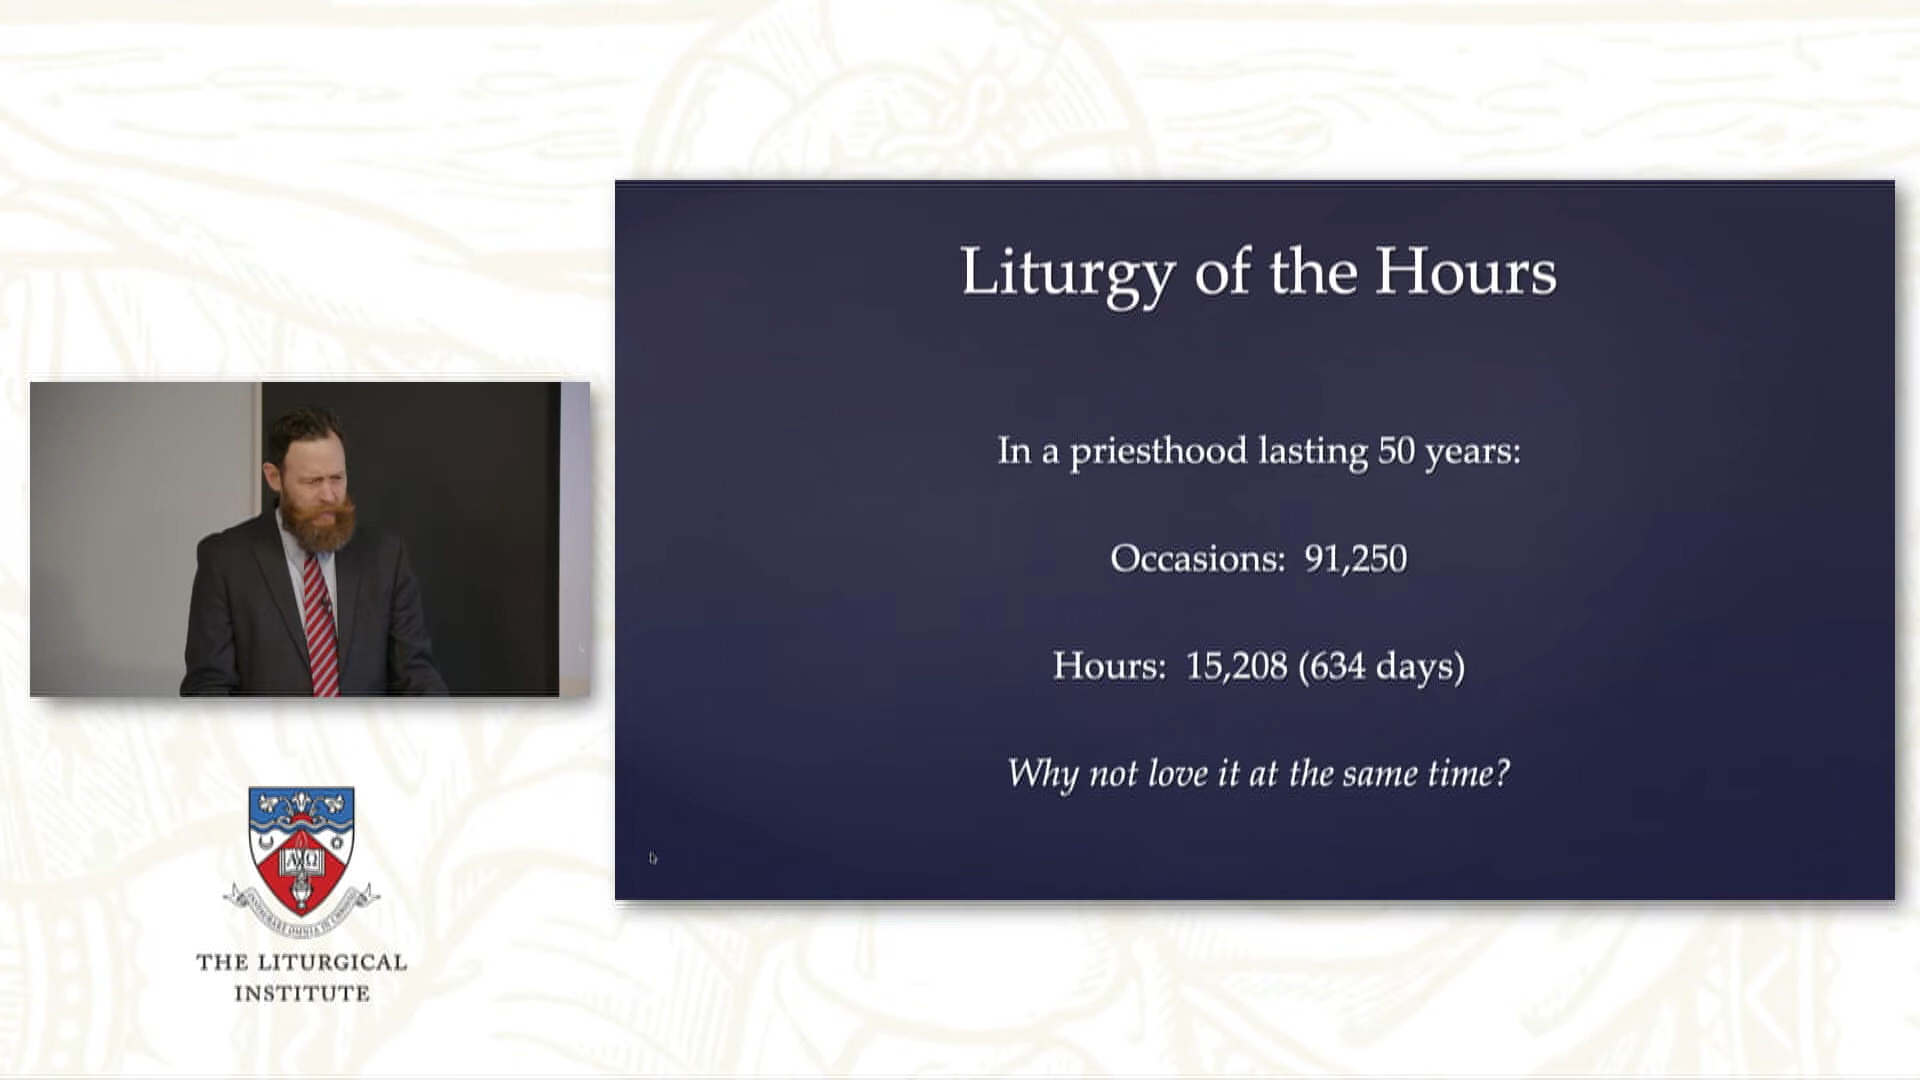 Liturgy of the Hours
In a priesthood lasting 50 years:
Occasions: 91,250
Hours: 15,208 (634 days)
Why not love it at the same time?
AΩ
THE LITURGICAL
INSTITUTE